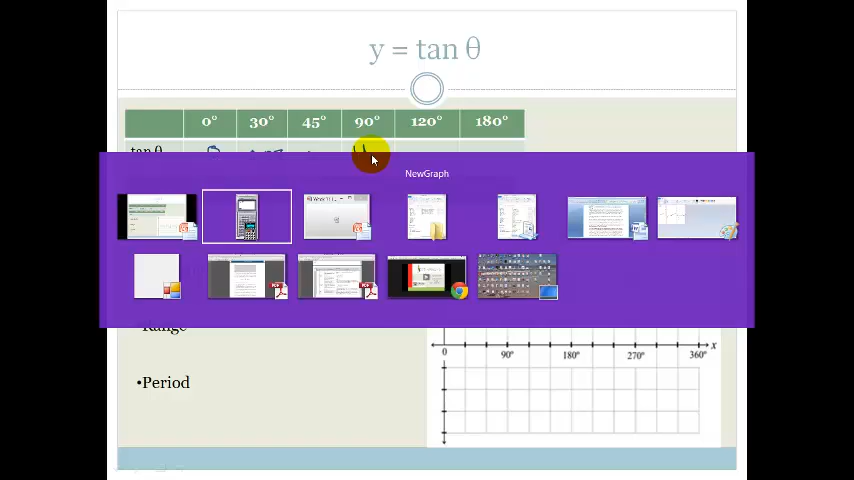 y = tan θ
0° 30° 45° 90° 120° 180°
tan θ
NewGraph
Range
•Period
x
0 90° 180° 270° 360°